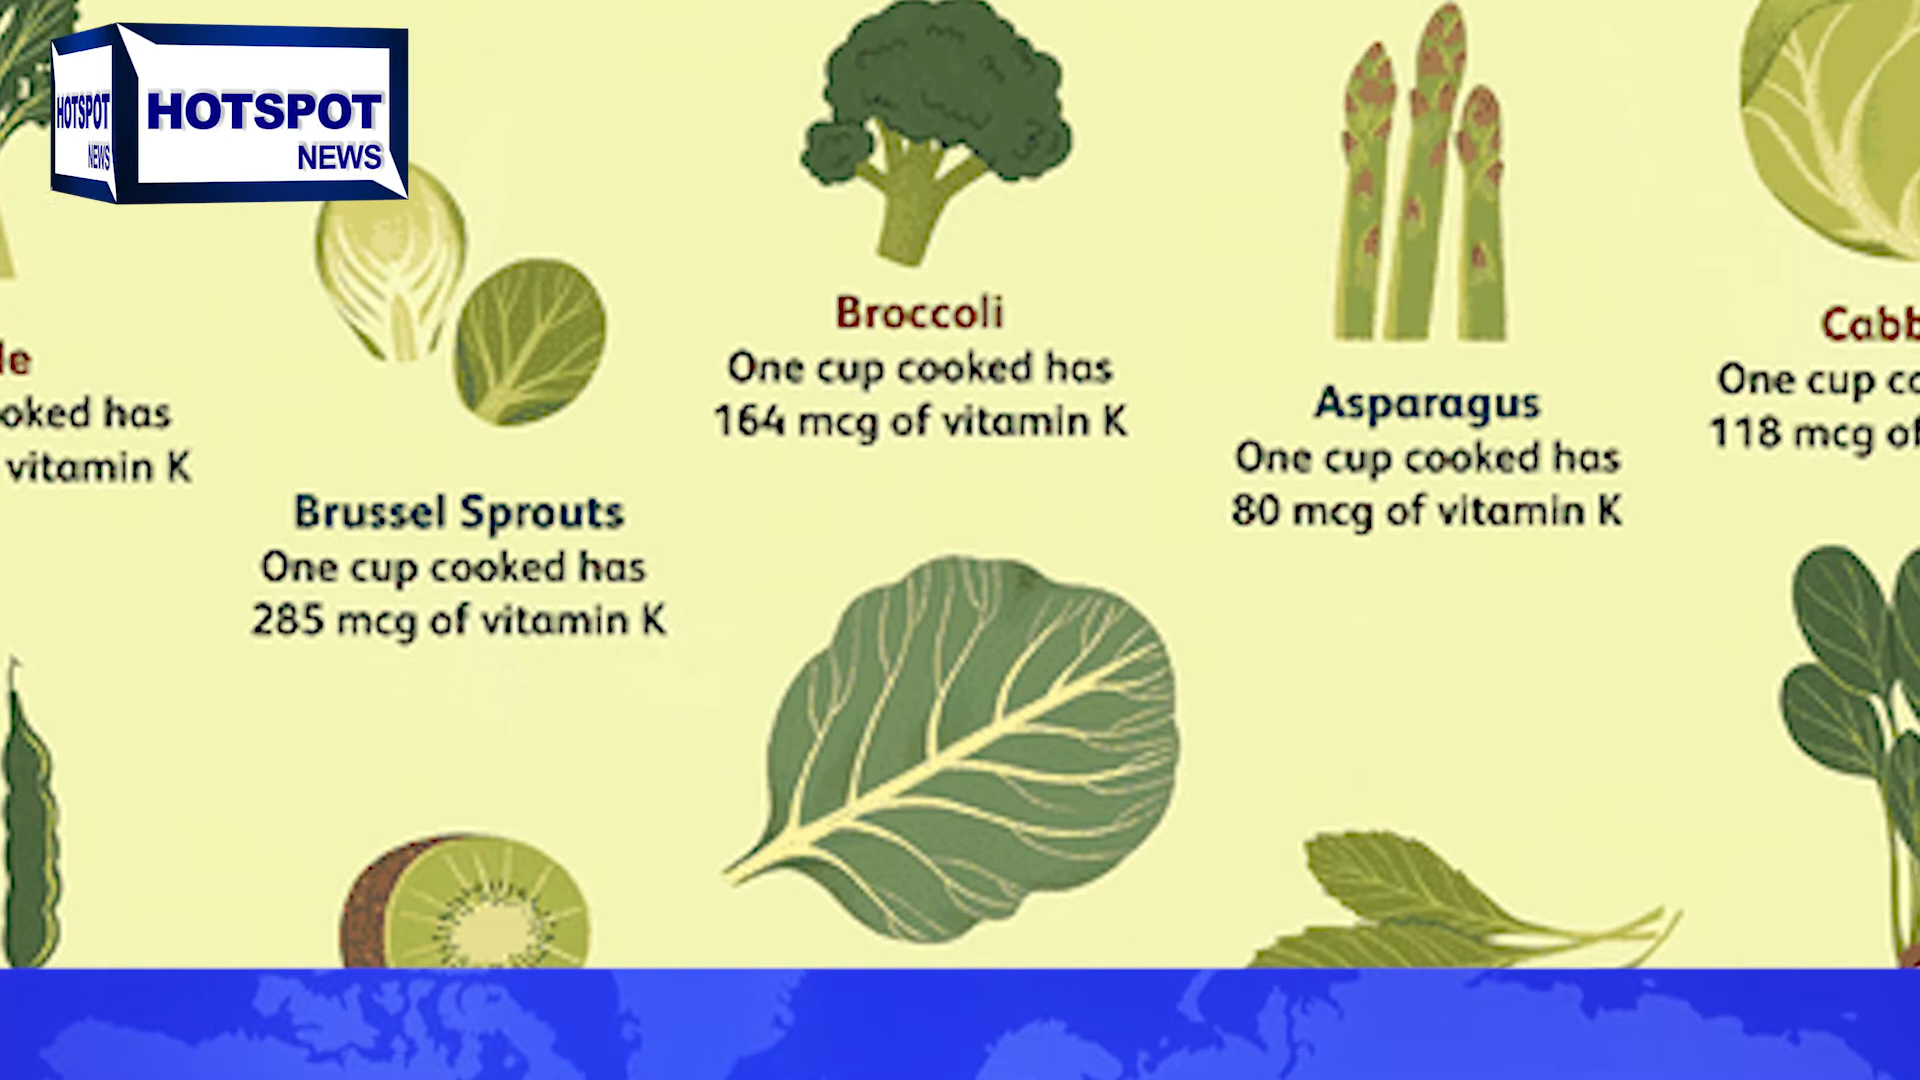 HOTSPOT
NEWS
HOTSPOT
NEWS
Broccoli
One cup cooked has
164 mcg of vitamin K
Asparagus
One cup cooked has
80 mcg of vitamin K
One cup
118 mcg of
has
vitamin K
Brussel Sprouts
One cup cooked has
285 mcg of vitamin K